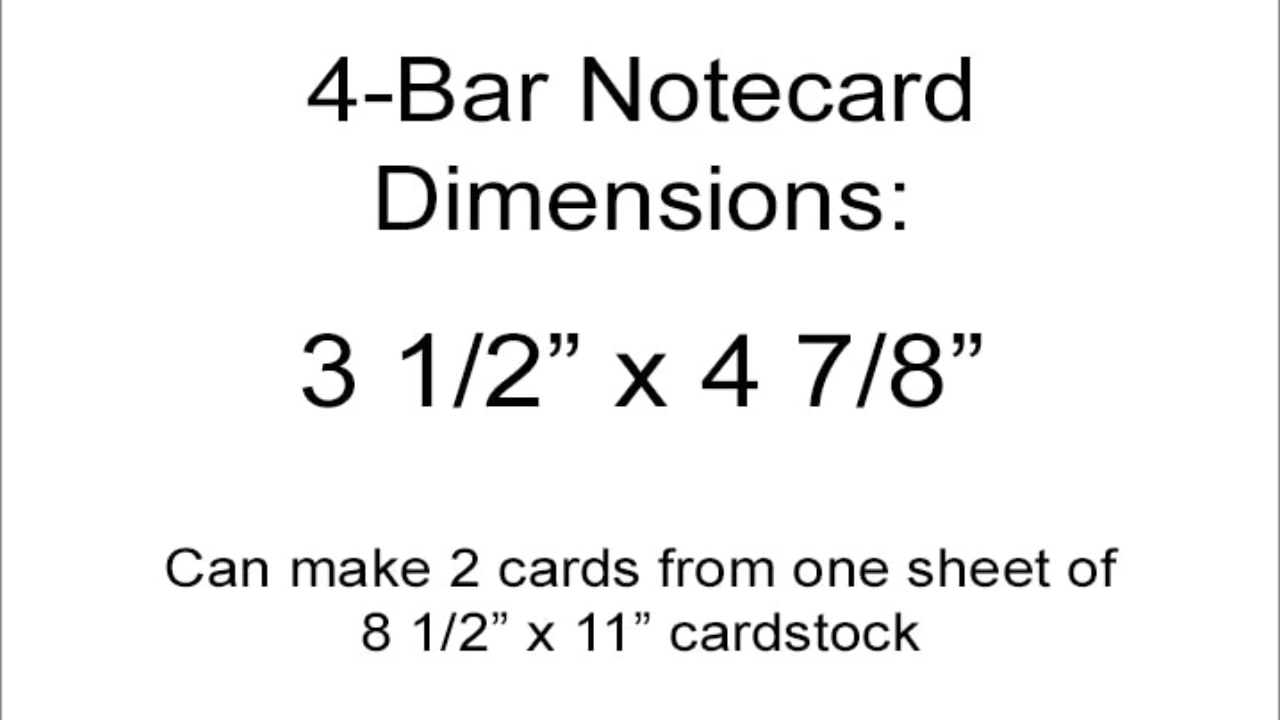 4-Bar Notecard
Dimensions:
3 1/2” x 4 7/8”
Can make 2 cards from one sheet of
8 1/2” x 11” cardstock